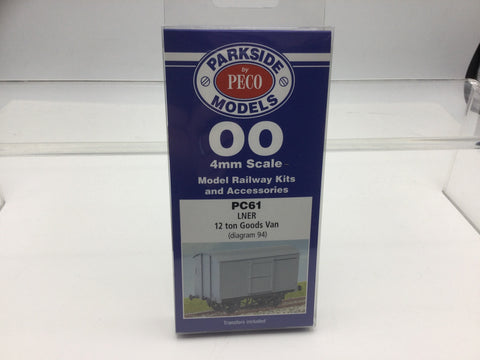 PARKSIDE
by
PECO
MODELS
OO
4mm Scale
Model Railway Kits
and Accessories
PC61
LNER
12 ton Goods Van
(diagram 94)
Transfers included